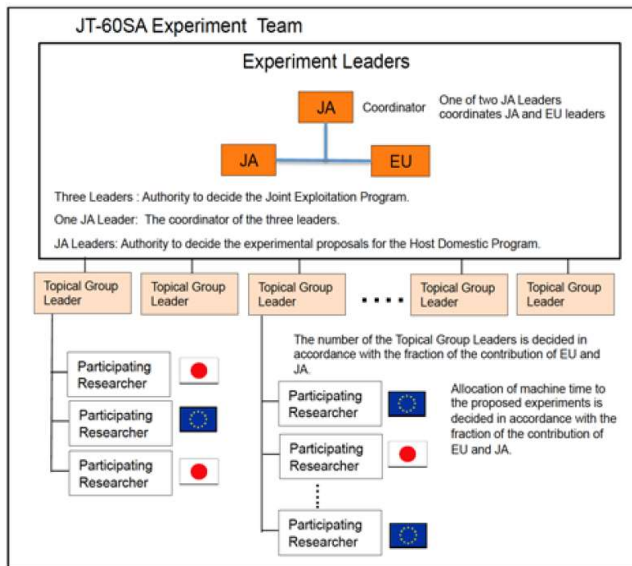 JT-60SA Experiment Team
Experiment Leaders
JA
Coordinator
One of two JA Leaders
coordinates JA and EU leaders
JA
EU
Three Leaders : Authority to decide the Joint Exploitation Program.
One JA Leader: The coordinator of the three leaders.
JA Leaders: Authority to decide the experimental proposals for the Host Domestic Program.
Topical Group
Leader
Topical Group
Leader
Topical Group
Leader
Topical Group
Leader
Topical Group
Leader
The number of the Topical Group Leaders is decided in
accordance with the fraction of the contribution of EU and
JA.
Participating
Researcher
Participating
Researcher
Participating
Researcher
Participating
Researcher
Participating
Researcher
Participating
Researcher
Allocation of machine time to
the proposed experiments is
decided in accordance with the
fraction of the contribution of
EU and JA.